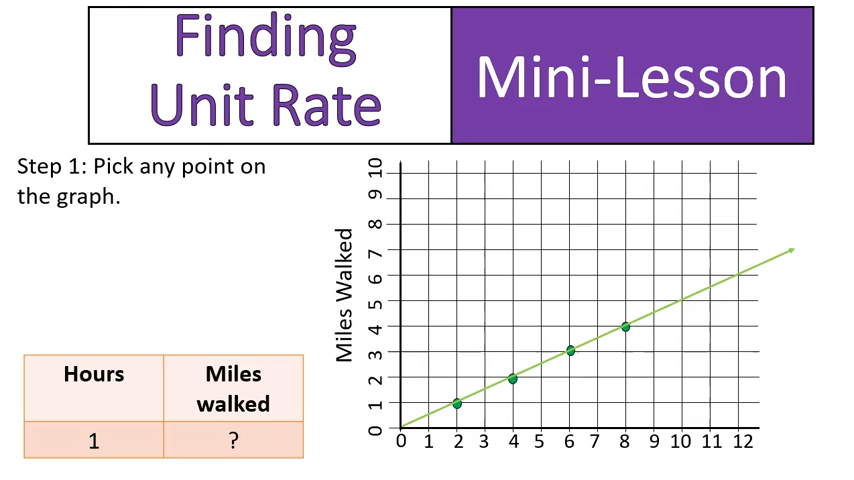 Finding
Unit Rate
Mini-Lesson
Step 1: Pick any point on
the graph.
Hours
Miles
walked
1
?
Miles Walked
10
9
8
7
6
5
4
3
2
1
0
0 1 2 3 4 5 6 7 8 9 10 11 12